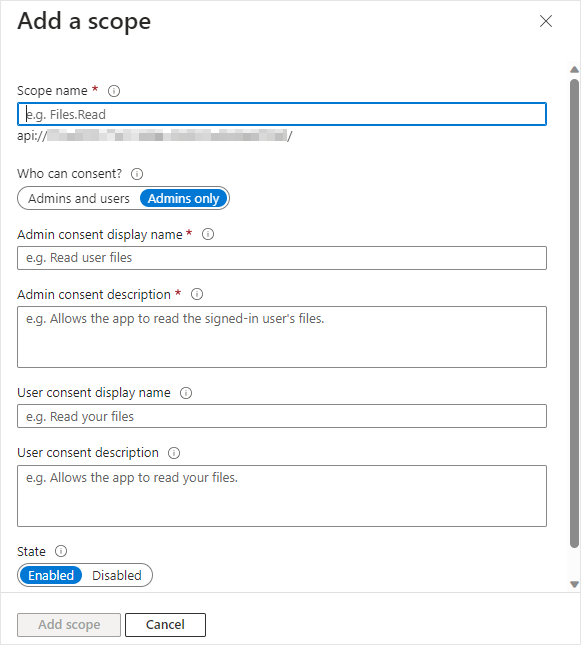 Add a scope
Scope name *
e.g. Files.Read
api:// /
Who can consent?
Admins and users Admins only
Admin consent display name *
e.g. Read user files
Admin consent description *
e.g. Allows the app to read the signed-in user's files.
User consent display name
e.g. Read your files
User consent description
e.g. Allows the app to read your files.
State
Enabled Disabled
Add scope Cancel